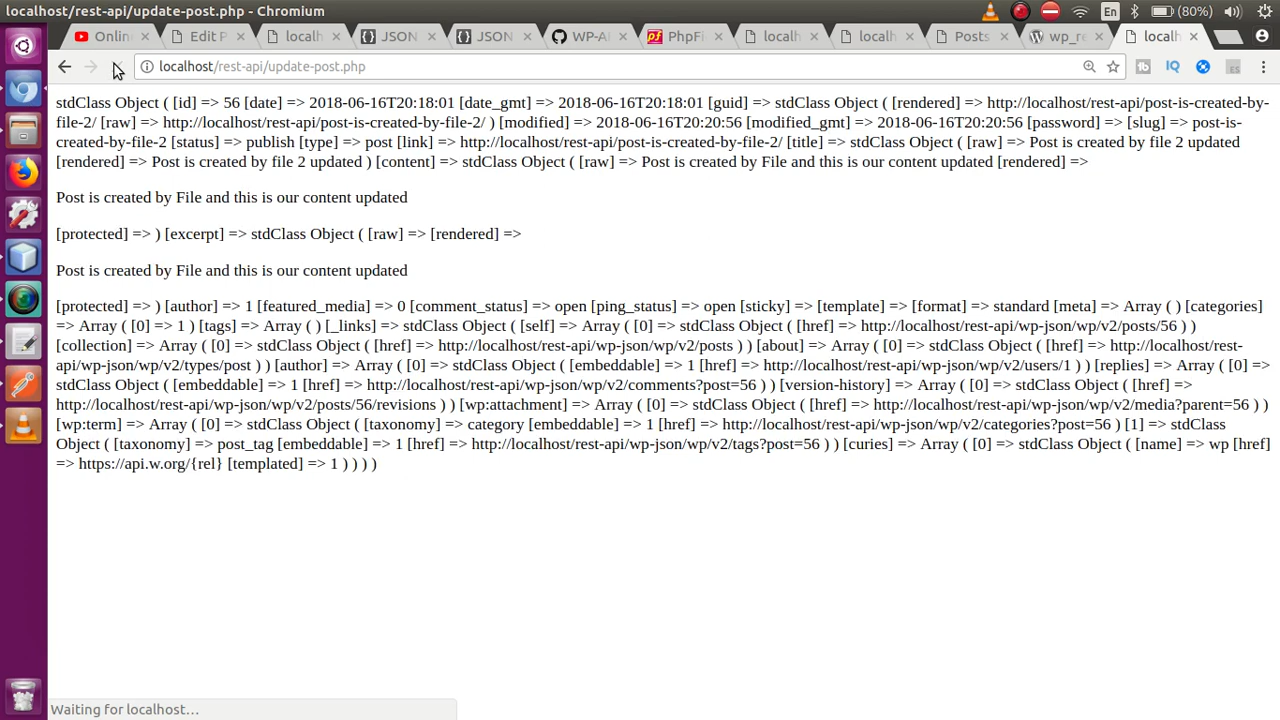 localhost/rest-api/update-post.php - Chromium
En
(80%)
Onlin
Edit P
localh
JSON
JSON
WP-A
PhpFi
localh
localh
Posts
wp_re
localh
localhost/rest-api/update-post.php
IQ
ES
stdClass Object ( [id] => 56 [date] => 2018-06-16T20:18:01 [date_gmt] => 2018-06-16T20:18:01 [guid] => stdClass Object ( [rendered] => http://localhost/rest-api/post-is-created-by-
file-2/ [raw] => http://localhost/rest-api/post-is-created-by-file-2/ ) [modified] => 2018-06-16T20:20:56 [modified_gmt] => 2018-06-16T20:20:56 [password] => [slug] => post-is-
created-by-file-2 [status] => publish [type] => post [link] => http://localhost/rest-api/post-is-created-by-file-2/ [title] => stdClass Object ( [raw] => Post is created by file 2 updated
[rendered] => Post is created by file 2 updated ) [content] => stdClass Object ( [raw] => Post is created by File and this is our content updated [rendered] =>
Post is created by File and this is our content updated
[protected] => ) [excerpt] => stdClass Object ( [raw] => [rendered] =>
Post is created by File and this is our content updated
[protected] => ) [author] => 1 [featured_media] => 0 [comment_status] => open [ping_status] => open [sticky] => [template] => [format] => standard [meta] => Array ( ) [categories]
=> Array ( [0] => 1 ) [tags] => Array ( ) [_links] => stdClass Object ( [self] => Array ( [0] => stdClass Object ( [href] => http://localhost/rest-api/wp-json/wp/v2/posts/56 ) )
[collection] => Array ( [0] => stdClass Object ( [href] => http://localhost/rest-api/wp-json/wp/v2/posts ) ) [about] => Array ( [0] => stdClass Object ( [href] => http://localhost/rest-
api/wp-json/wp/v2/types/post ) ) [author] => Array ( [0] => stdClass Object ( [embeddable] => 1 [href] => http://localhost/rest-api/wp-json/wp/v2/users/1 ) ) [replies] => Array ( [0] =>
stdClass Object ( [embeddable] => 1 [href] => http://localhost/rest-api/wp-json/wp/v2/comments?post=56 ) ) [version-history] => Array ( [0] => stdClass Object ( [href] =>
http://localhost/rest-api/wp-json/wp/v2/posts/56/revisions ) ) [wp:attachment] => Array ( [0] => stdClass Object ( [href] => http://localhost/rest-api/wp-json/wp/v2/media?parent=56 ) )
[wp:term] => Array ( [0] => stdClass Object ( [taxonomy] => category [embeddable] => 1 [href] => http://localhost/rest-api/wp-json/wp/v2/categories?post=56 ) [1] => stdClass
Object ( [taxonomy] => post_tag [embeddable] => 1 [href] => http://localhost/rest-api/wp-json/wp/v2/tags?post=56 ) ) [curies] => Array ( [0] => stdClass Object ( [name] => wp [href]
=> https://api.w.org/{rel} [templated] => 1 ) ) ) )
Waiting for localhost…